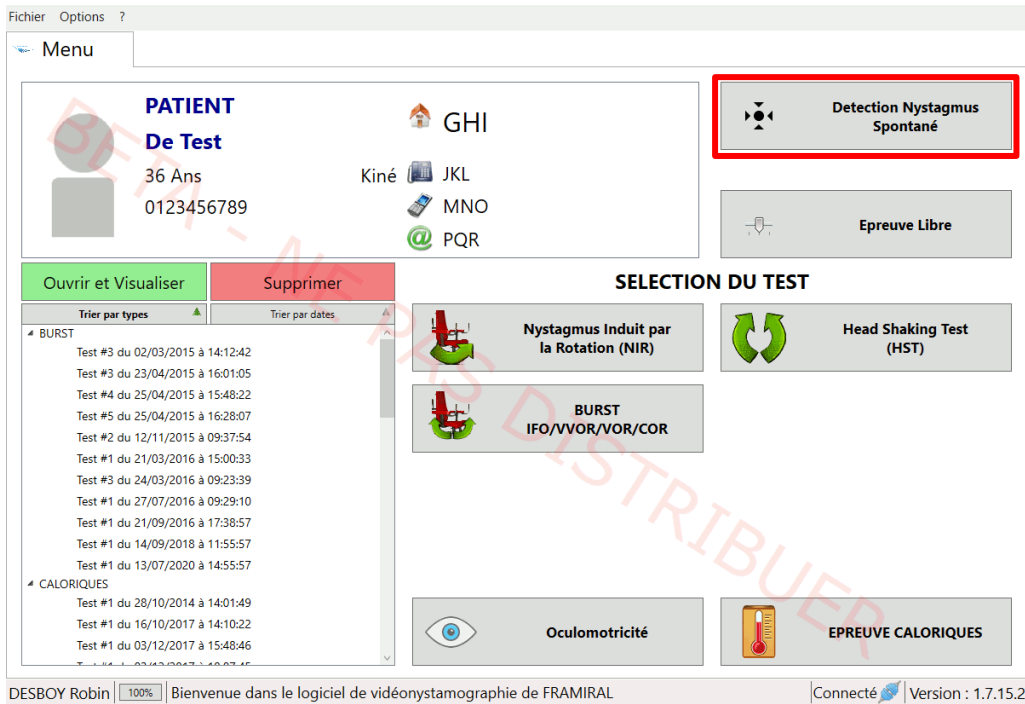 Fichier Options ?
Menu
PATIENT
De Test
36 Ans
0123456789
GHI
Kiné JKL
MNO
PQR
Detection Nystagmus
Spontané
Epreuve Libre
Ouvrir et Visualiser
Supprimer
Trier par types
Trier par dates
BURST
Test #3 du 02/03/2015 à 14:12:42
Test #3 du 23/04/2015 à 16:01:05
Test #4 du 25/04/2015 à 15:48:22
Test #5 du 25/04/2015 à 16:28:07
Test #2 du 12/11/2015 à 09:37:54
Test #1 du 21/03/2016 à 15:00:33
Test #3 du 24/03/2016 à 09:23:39
Test #1 du 27/07/2016 à 09:29:10
Test #1 du 21/09/2016 à 17:38:57
Test #1 du 14/09/2018 à 11:55:57
Test #1 du 13/07/2020 à 14:55:57
CALORIQUES
Test #1 du 28/10/2014 à 14:01:49
Test #1 du 16/10/2017 à 14:10:22
Test #1 du 03/12/2017 à 15:48:46
SELECTION DU TEST
Nystagmus Induit par
la Rotation (NIR)
Head Shaking Test
(HST)
BURST
IFO/VVOR/VOR/COR
Oculomotricité
EPREUVE CALORIQUES
BETA - NE PAS DISTRIBUER
DESBOY Robin 100% Bienvenue dans le logiciel de vidéonystamographie de FRAMIRAL Connecté Version : 1.7.15.2